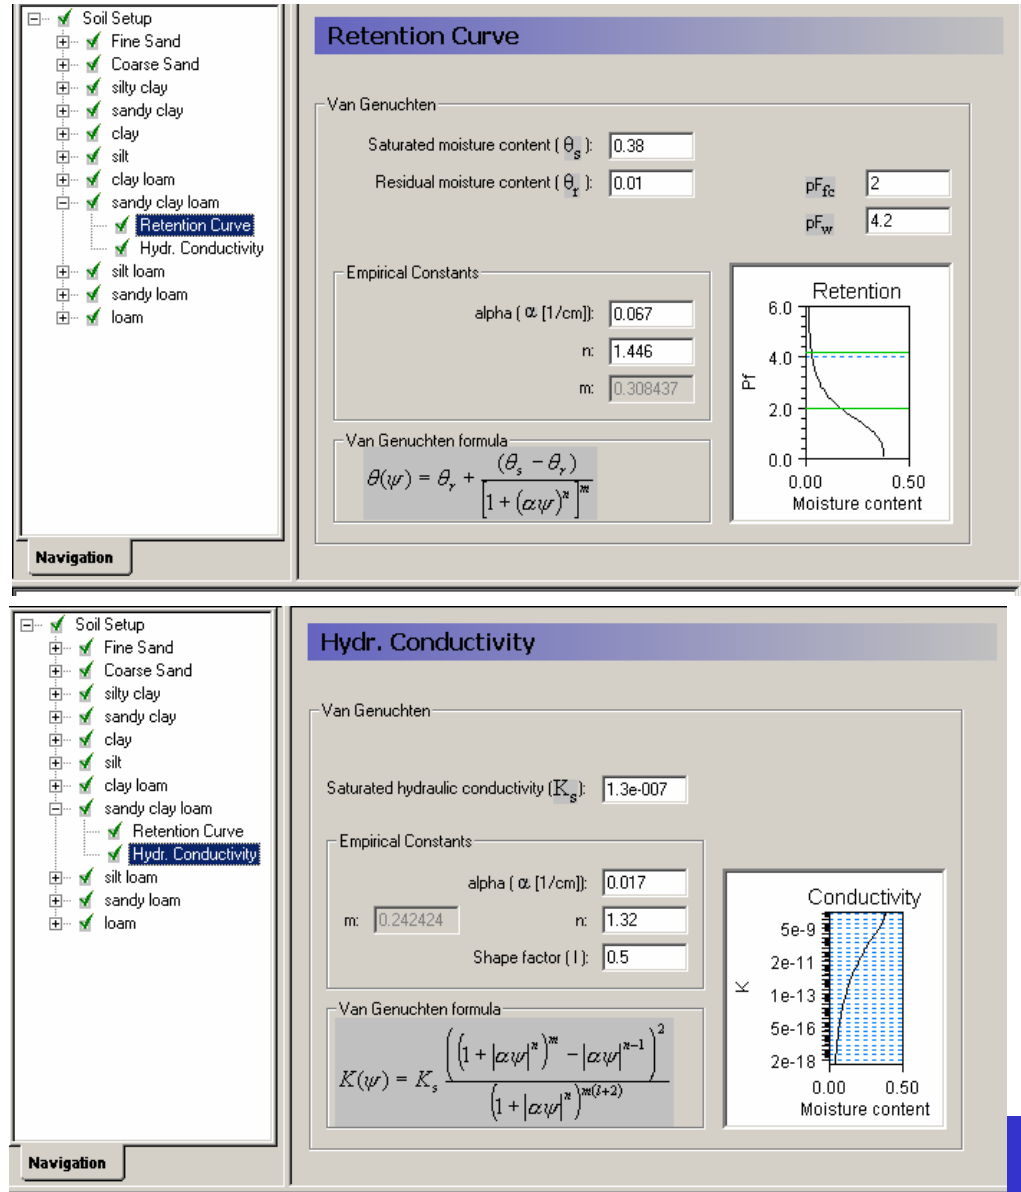 Soil Setup
Fine Sand
Coarse Sand
silty clay
sandy clay
clay
silt
clay loam
sandy clay loam
Retention Curve
Hydr. Conductivity
silt loam
sandy loam
loam
Navigation
Retention Curve
Van Genuchten
Saturated moisture content ( θs ): 0.38
Residual moisture content ( θr ): 0.01
pFfc 2
pFw 4.2
Empirical Constants
alpha ( α [1/cm]): 0.067
n: 1.446
m: 0.308437
Van Genuchten formula
θ(ψ) = θr + (θs − θr) / [1 + (αψ)^n]^m
Retention
6.0
4.0
2.0
0.0
Pf
0.00 0.50
Moisture content
Soil Setup
Fine Sand
Coarse Sand
silty clay
sandy clay
clay
silt
clay loam
sandy clay loam
Retention Curve
Hydr. Conductivity
silt loam
sandy loam
loam
Navigation
Hydr. Conductivity
Van Genuchten
Saturated hydraulic conductivity (Ks): 1.3e-007
Empirical Constants
alpha ( α [1/cm]): 0.017
m: 0.242424 n: 1.32
Shape factor ( l ): 0.5
Van Genuchten formula
K(ψ) = Ks ((1 + |αψ|^n)^m − |αψ|^(n−1))^2 / (1 + |αψ|^n)^(m(l+2))
Conductivity
5e-9
2e-11
1e-13
5e-16
2e-18
K
0.00 0.50
Moisture content